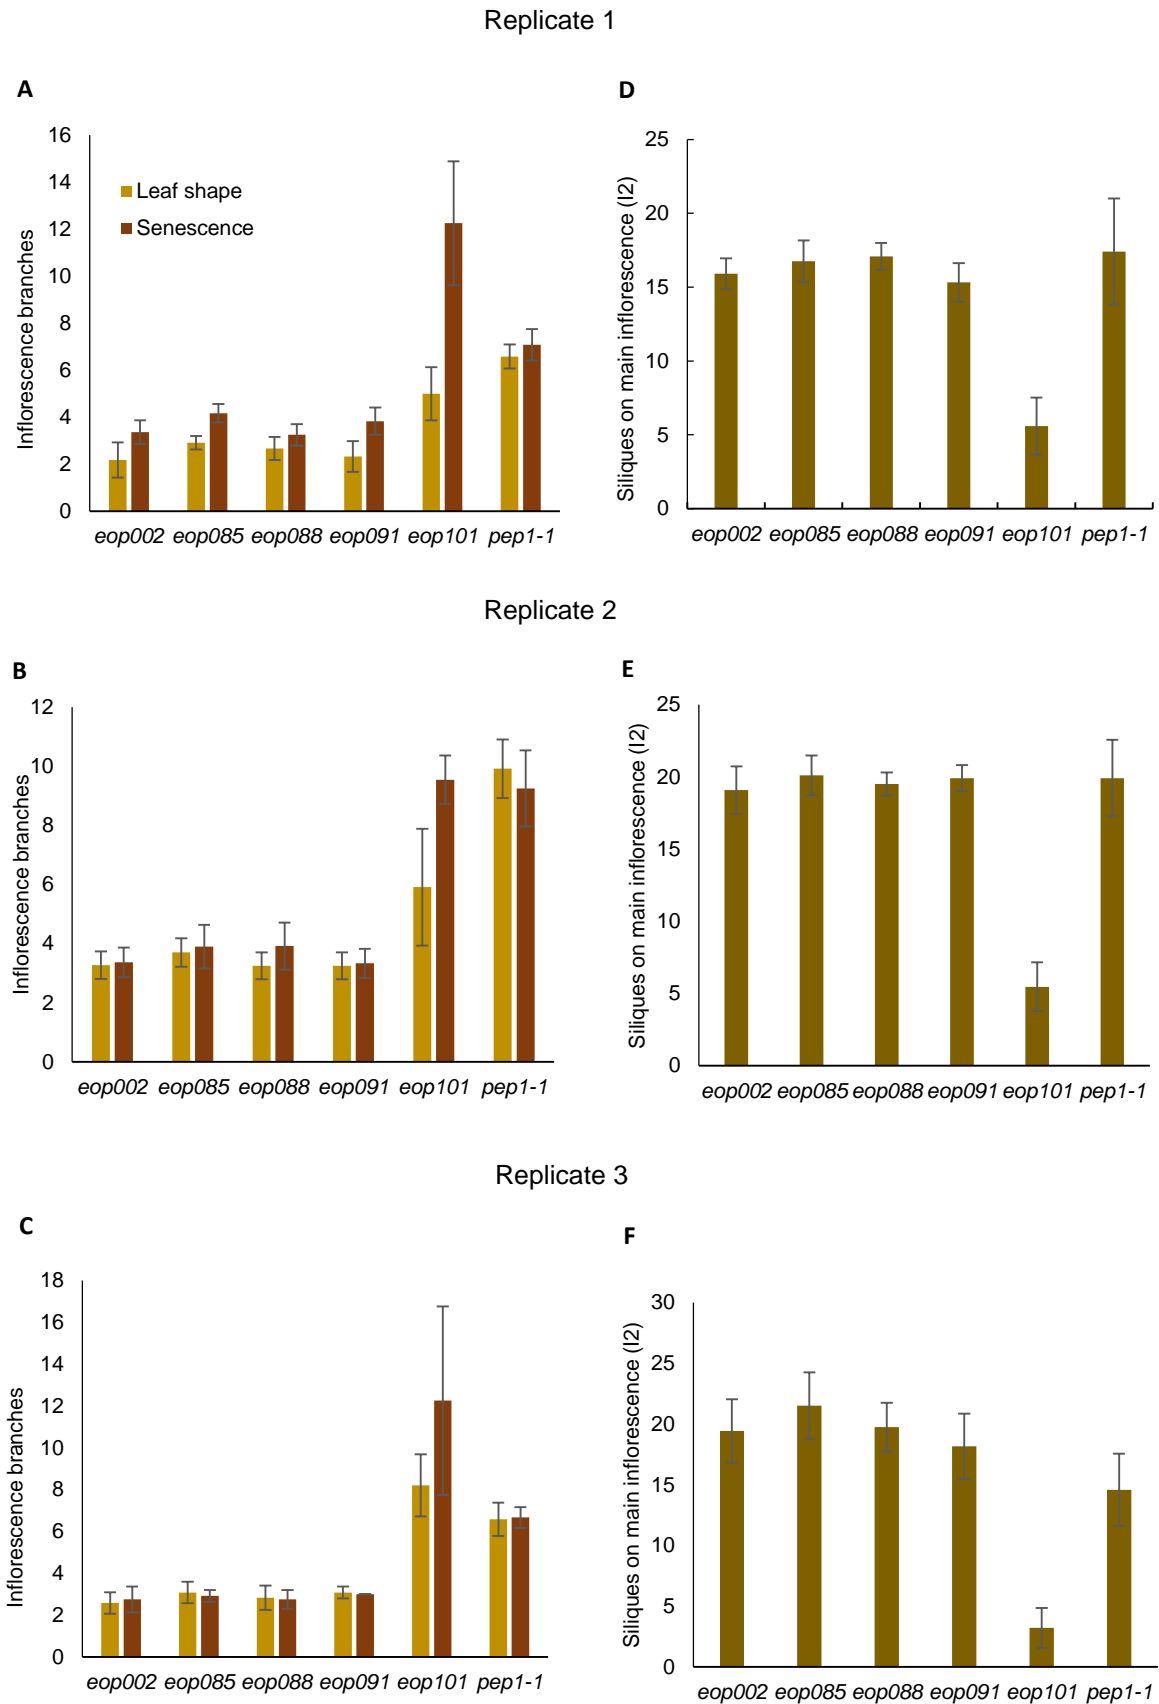 Replicate 1
A
Inflorescence branches
16
14
12
10
8
6
4
2
0
Leaf shape
Senescence
eop002 eop085 eop088 eop091 eop101 pep1-1
D
Siliques on main inflorescence (I2)
25
20
15
10
5
0
eop002 eop085 eop088 eop091 eop101 pep1-1
Replicate 2
B
Inflorescence branches
12
10
8
6
4
2
0
eop002 eop085 eop088 eop091 eop101 pep1-1
E
Siliques on main inflorescence (I2)
25
20
15
10
5
0
eop002 eop085 eop088 eop091 eop101 pep1-1
Replicate 3
C
Inflorescence branches
18
16
14
12
10
8
6
4
2
0
eop002 eop085 eop088 eop091 eop101 pep1-1
F
Siliques on main inflorescence (I2)
30
25
20
15
10
5
0
eop002 eop085 eop088 eop091 eop101 pep1-1